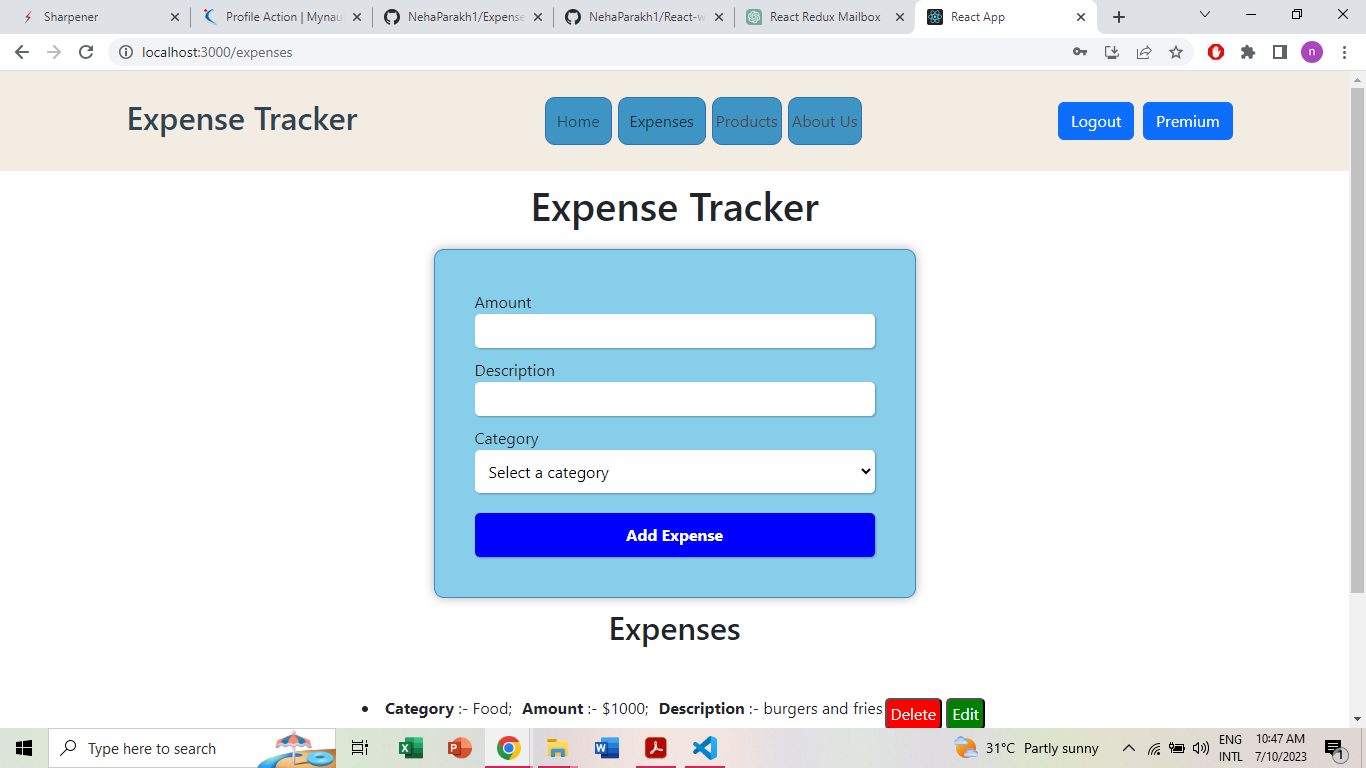 Sharpener
Profile Action | Mynau
NehaParakh1/Expense
NehaParakh1/React-w
React Redux Mailbox
React App
localhost:3000/expenses
n
Expense Tracker
Home
Expenses
Products
About Us
Logout
Premium
Expense Tracker
Amount
Description
Category
Select a category
Add Expense
Expenses
Category :- Food; Amount :- $1000; Description :- burgers and fries
Delete
Edit
Type here to search
31°C Partly sunny
ENG
INTL
10:47 AM
7/10/2023
1